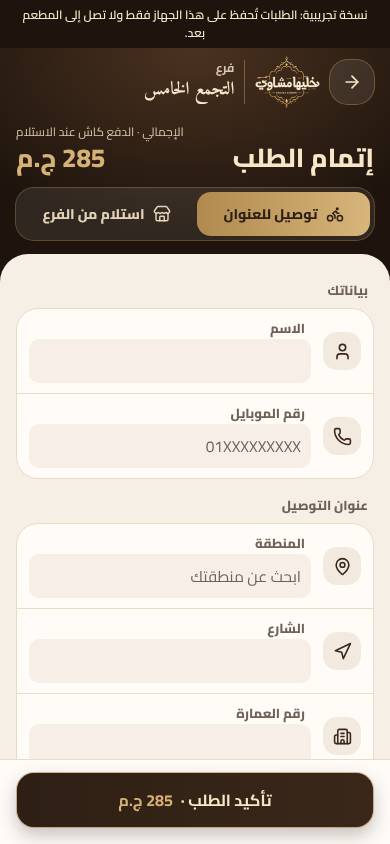 نسخة تجريبية: الطلبات تُحفظ على هذا الجهاز فقط ولا تصل إلى المطعم
بعد.
خليها مشاوي
فرع
التجمع الخامس
الإجمالي · الدفع كاش عند الاستلام
إتمام الطلب
285 ج.م
توصيل للعنوان
استلام من الفرع
بياناتك
الاسم
رقم الموبايل
01XXXXXXXXX
عنوان التوصيل
المنطقة
ابحث عن منطقتك
الشارع
رقم العمارة
تأكيد الطلب · 285 ج.م